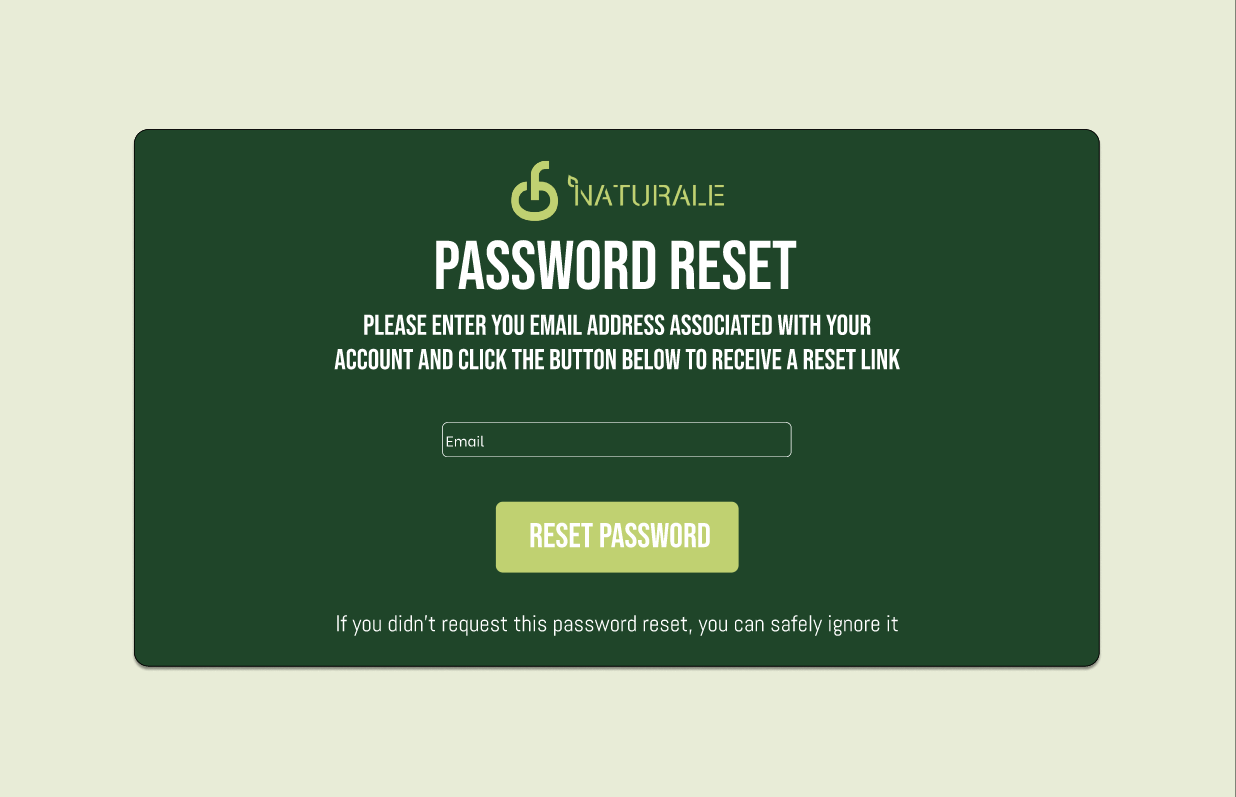 NATURALE
PASSWORD RESET
PLEASE ENTER YOU EMAIL ADDRESS ASSOCIATED WITH YOUR
ACCOUNT AND CLICK THE BUTTON BELOW TO RECEIVE A RESET LINK
Email
RESET PASSWORD
If you didn't request this password reset, you can safely ignore it